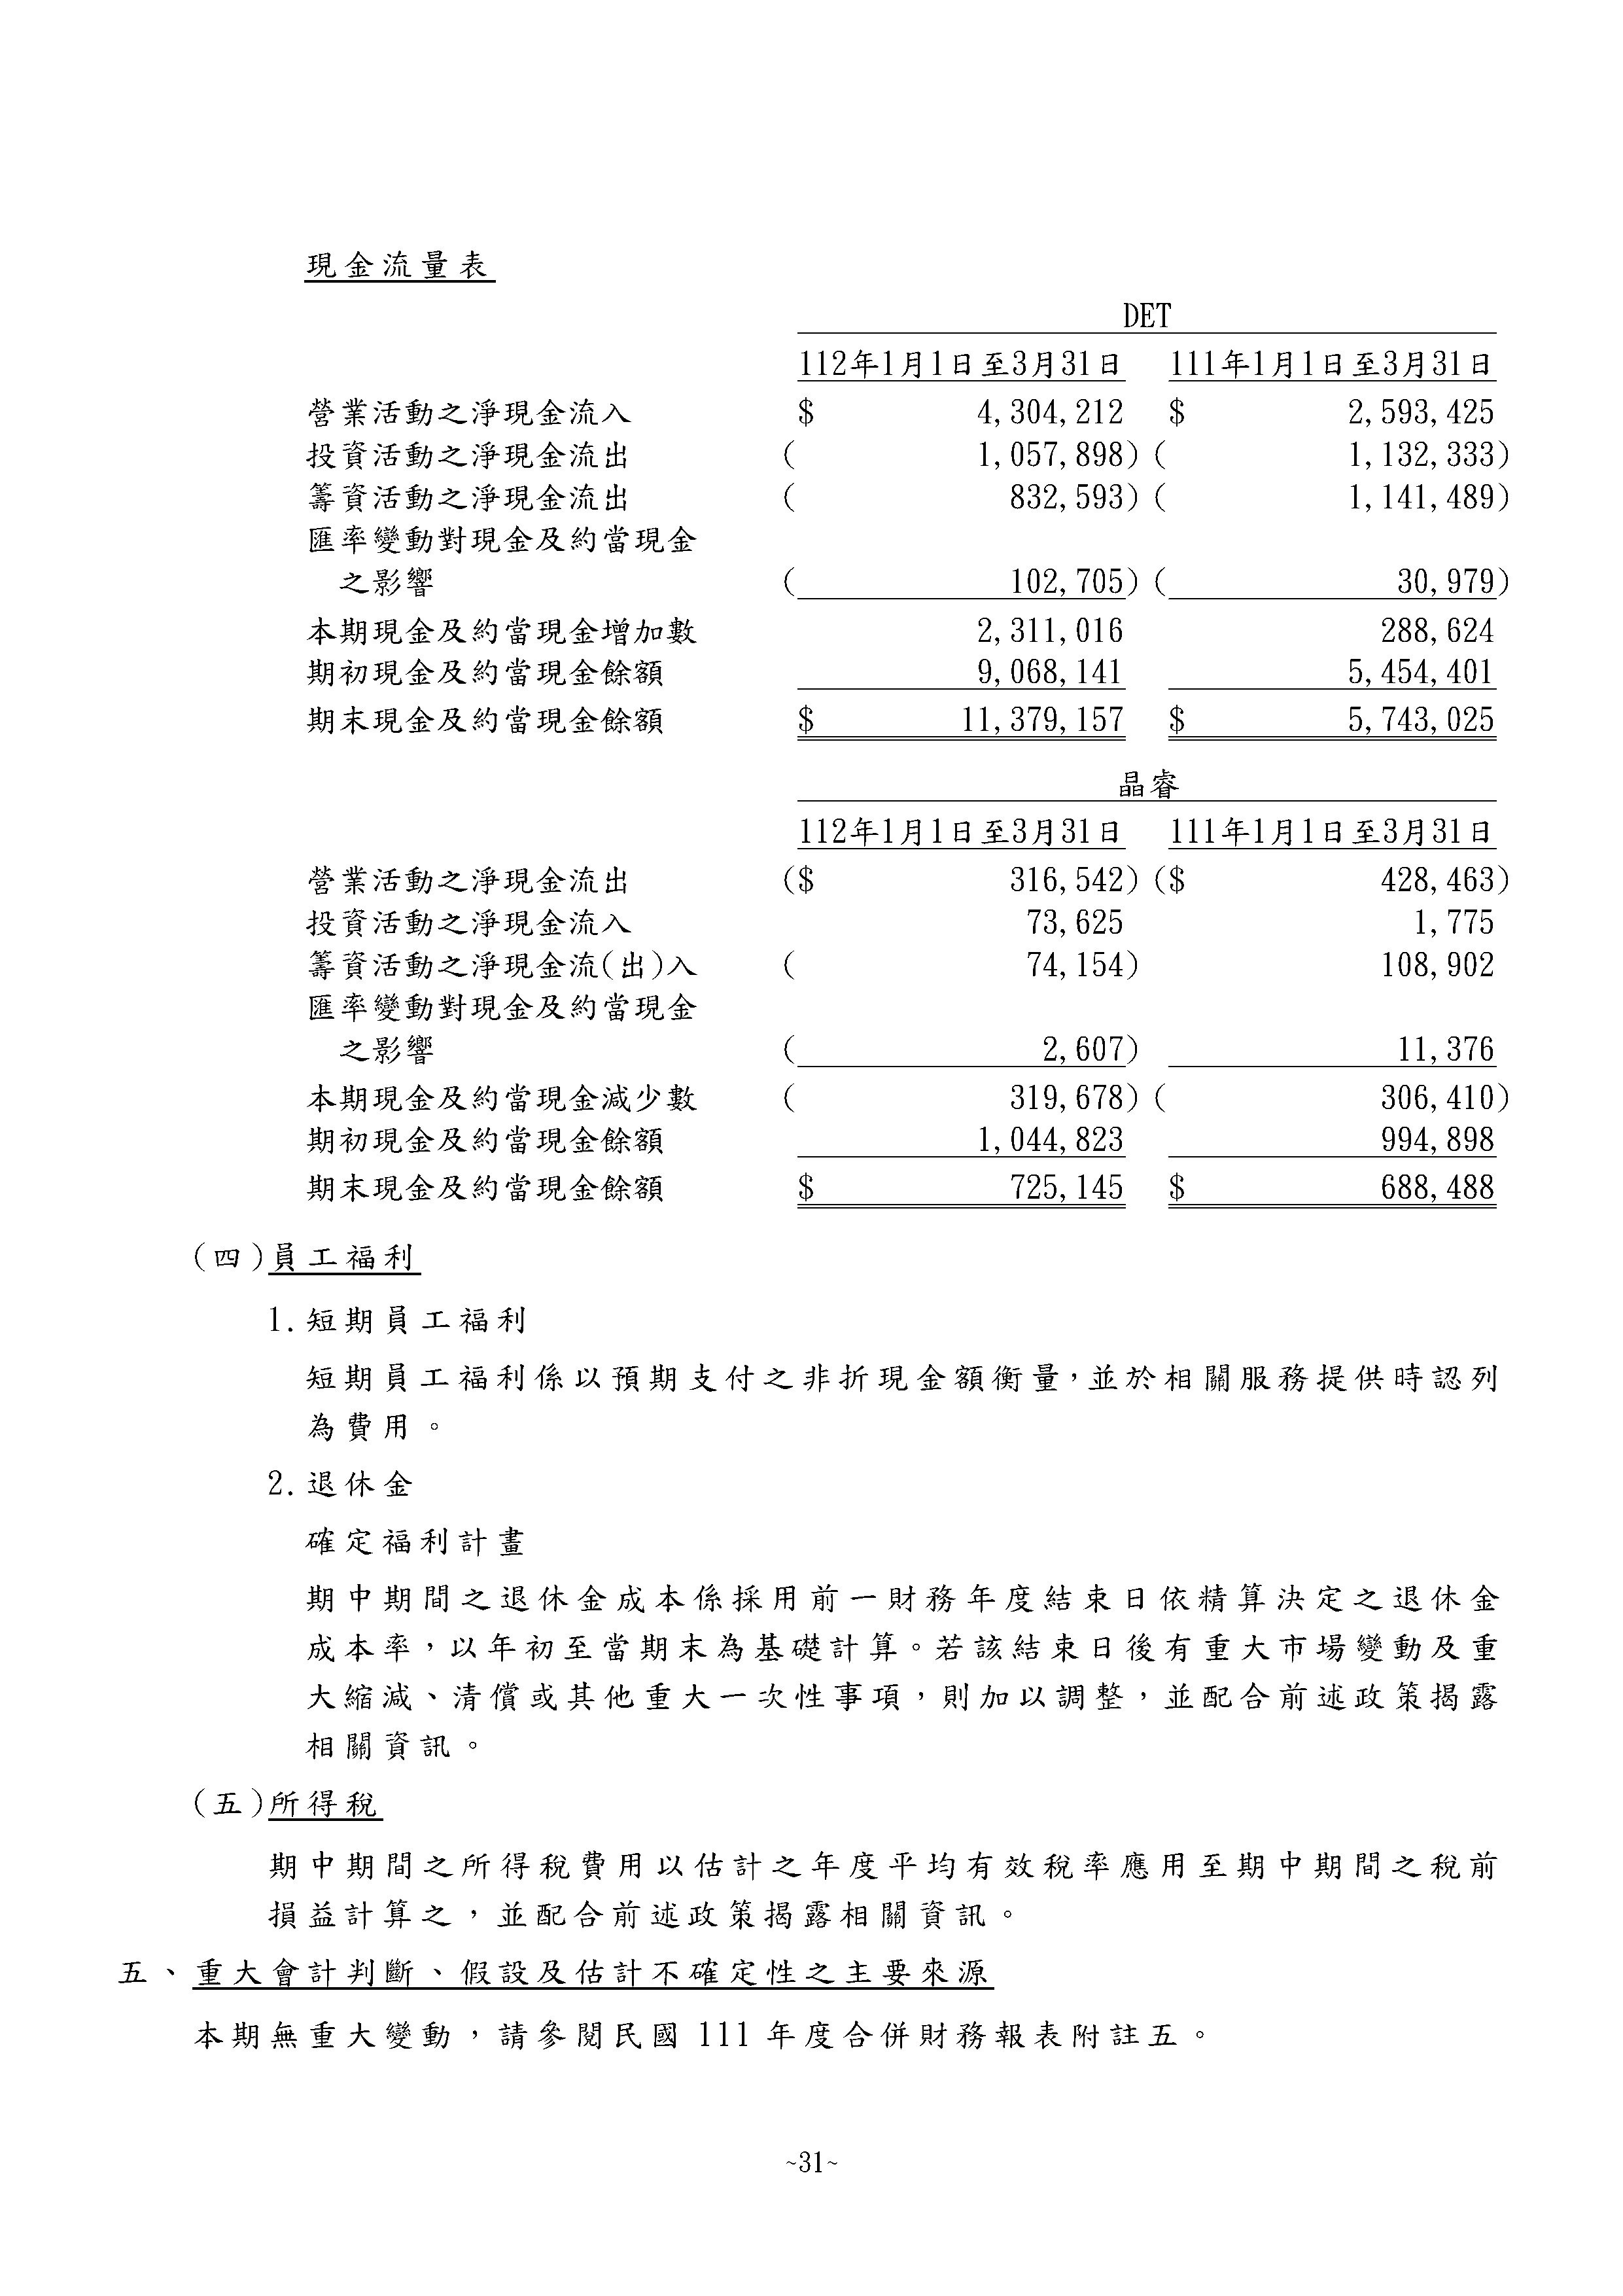 現金流量表
DET
112年1月1日至3月31日 111年1月1日至3月31日
營業活動之淨現金流入 $ 4,304,212 $ 2,593,425
投資活動之淨現金流出 ( 1,057,898) ( 1,132,333)
籌資活動之淨現金流出 ( 832,593) ( 1,141,489)
匯率變動對現金及約當現金
之影響 ( 102,705) ( 30,979)
本期現金及約當現金增加數 2,311,016 288,624
期初現金及約當現金餘額 9,068,141 5,454,401
期末現金及約當現金餘額 $ 11,379,157 $ 5,743,025
晶睿
112年1月1日至3月31日 111年1月1日至3月31日
營業活動之淨現金流出 ($ 316,542) ($ 428,463)
投資活動之淨現金流入 73,625 1,775
籌資活動之淨現金流(出)入 ( 74,154) 108,902
匯率變動對現金及約當現金
之影響 ( 2,607) 11,376
本期現金及約當現金減少數 ( 319,678) ( 306,410)
期初現金及約當現金餘額 1,044,823 994,898
期末現金及約當現金餘額 $ 725,145 $ 688,488
(四)員工福利
1.短期員工福利
短期員工福利係以預期支付之非折現金額衡量，並於相關服務提供時認列
為費用。
2.退休金
確定福利計畫
期中期間之退休金成本係採用前一財務年度結束日依精算決定之退休金
成本率，以年初至當期末為基礎計算。若該結束日後有重大市場變動及重
大縮減、清償或其他重大一次性事項，則加以調整，並配合前述政策揭露
相關資訊。
(五)所得稅
期中期間之所得稅費用以估計之年度平均有效稅率應用至期中期間之稅前
損益計算之，並配合前述政策揭露相關資訊。
五、重大會計判斷、假設及估計不確定性之主要來源
本期無重大變動，請參閱民國 111 年度合併財務報表附註五。
~31~